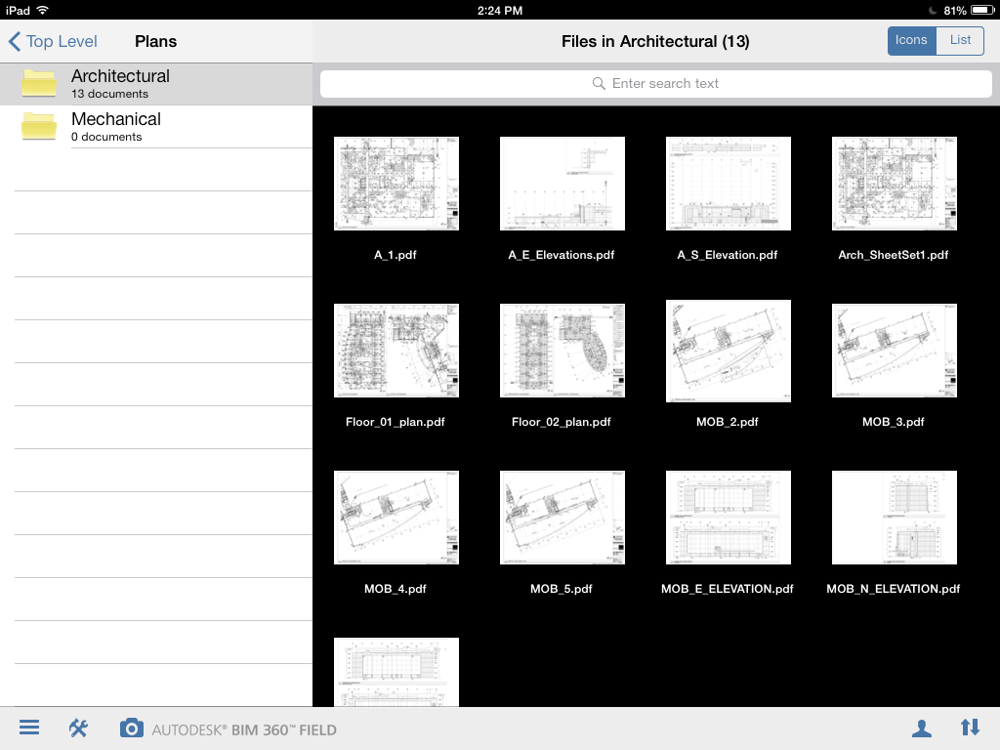 iPad 2:24 PM 81%
Top Level Plans Files in Architectural (13) Icons List
Enter search text
Architectural
13 documents
Mechanical
0 documents
A_1.pdf A_E_Elevations.pdf A_S_Elevation.pdf Arch_SheetSet1.pdf
Floor_01_plan.pdf Floor_02_plan.pdf MOB_2.pdf MOB_3.pdf
MOB_4.pdf MOB_5.pdf MOB_E_ELEVATION.pdf MOB_N_ELEVATION.pdf
AUTODESK® BIM 360™ FIELD